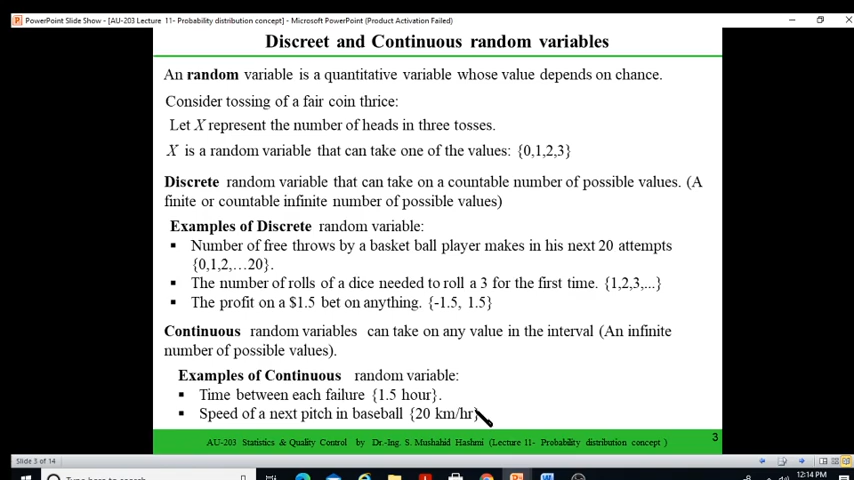 PowerPoint Slide Show - [AU-203 Lecture 11- Probability distribution concept] - Microsoft PowerPoint (Product Activation Failed)
Discreet and Continuous random variables
An random variable is a quantitative variable whose value depends on chance.
Consider tossing of a fair coin thrice:
Let X represent the number of heads in three tosses.
X is a random variable that can take one of the values: {0,1,2,3}
Discrete random variable that can take on a countable number of possible values. (A
finite or countable infinite number of possible values)
Examples of Discrete random variable:
▪ Number of free throws by a basket ball player makes in his next 20 attempts
{0,1,2,…20}.
▪ The number of rolls of a dice needed to roll a 3 for the first time. {1,2,3,...}
▪ The profit on a $1.5 bet on anything. {-1.5, 1.5}
Continuous random variables can take on any value in the interval (An infinite
number of possible values).
Examples of Continuous random variable:
▪ Time between each failure {1.5 hour}.
▪ Speed of a next pitch in baseball {20 km/hr}
AU-203 Statistics & Quality Control by Dr.-Ing. S. Mushahid Hashmi (Lecture 11- Probability distribution concept )
3
Slide 3 of 14
12:14 PM